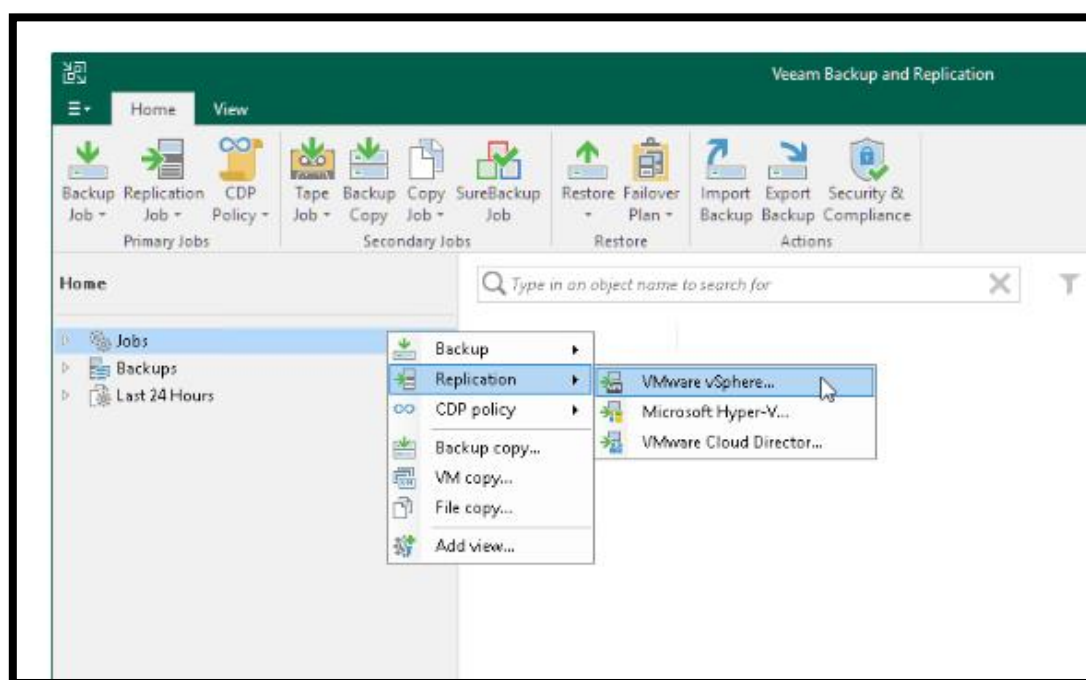 Veeam Backup and Replication
Home View
Backup Job Replication Job CDP Policy Tape Job Backup Copy Copy Job SureBackup Job Restore Failover Plan Import Backup Export Backup Security & Compliance
Primary Jobs Secondary Jobs Restore Actions
Home
Type in an object name to search for
Jobs
Backups
Last 24 Hours
Backup
Replication
CDP policy
Backup copy...
VM copy...
File copy...
Add view...
VMware vSphere...
Microsoft Hyper-V...
VMware Cloud Director...